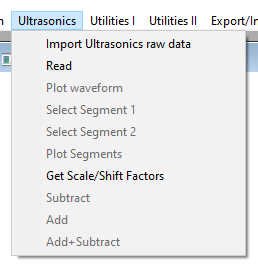 Ultrasonics Utilities I Utilities II Export/In
Import Ultrasonics raw data
Read
Plot waveform
Select Segment 1
Select Segment 2
Plot Segments
Get Scale/Shift Factors
Subtract
Add
Add+Subtract